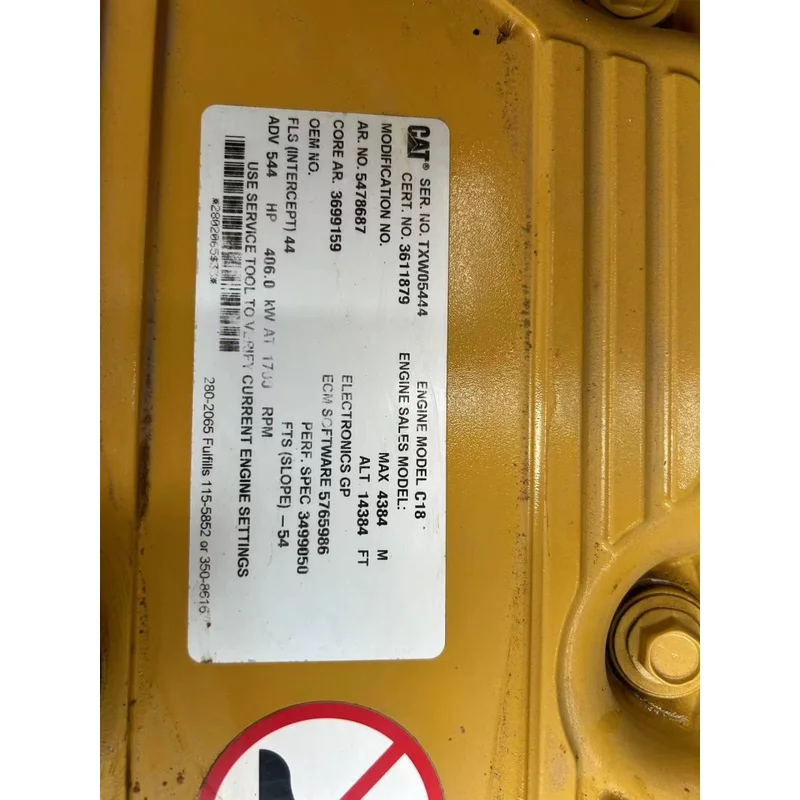 CAT® SER. NO. TXW05444 ENGINE MODEL C18
CERT. NO. 3611879 ENGINE SALES MODEL:
MODIFICATION NO. MAX 4384 M
AR. NO. 5478687 ALT 14384 FT
CORE AR. 3699159 ELECTRONICS GP
OEM NO. ECM SOFTWARE 5765986
PERF. SPEC 3499050
FLS (INTERCEPT) 44 FTS (SLOPE) –54
ADV 544 HP 406.0 kW AT RPM
USE SERVICE TOOL TO VERIFY CURRENT ENGINE SETTINGS
280-2065 Fulfills 115-5852 or 350-8616